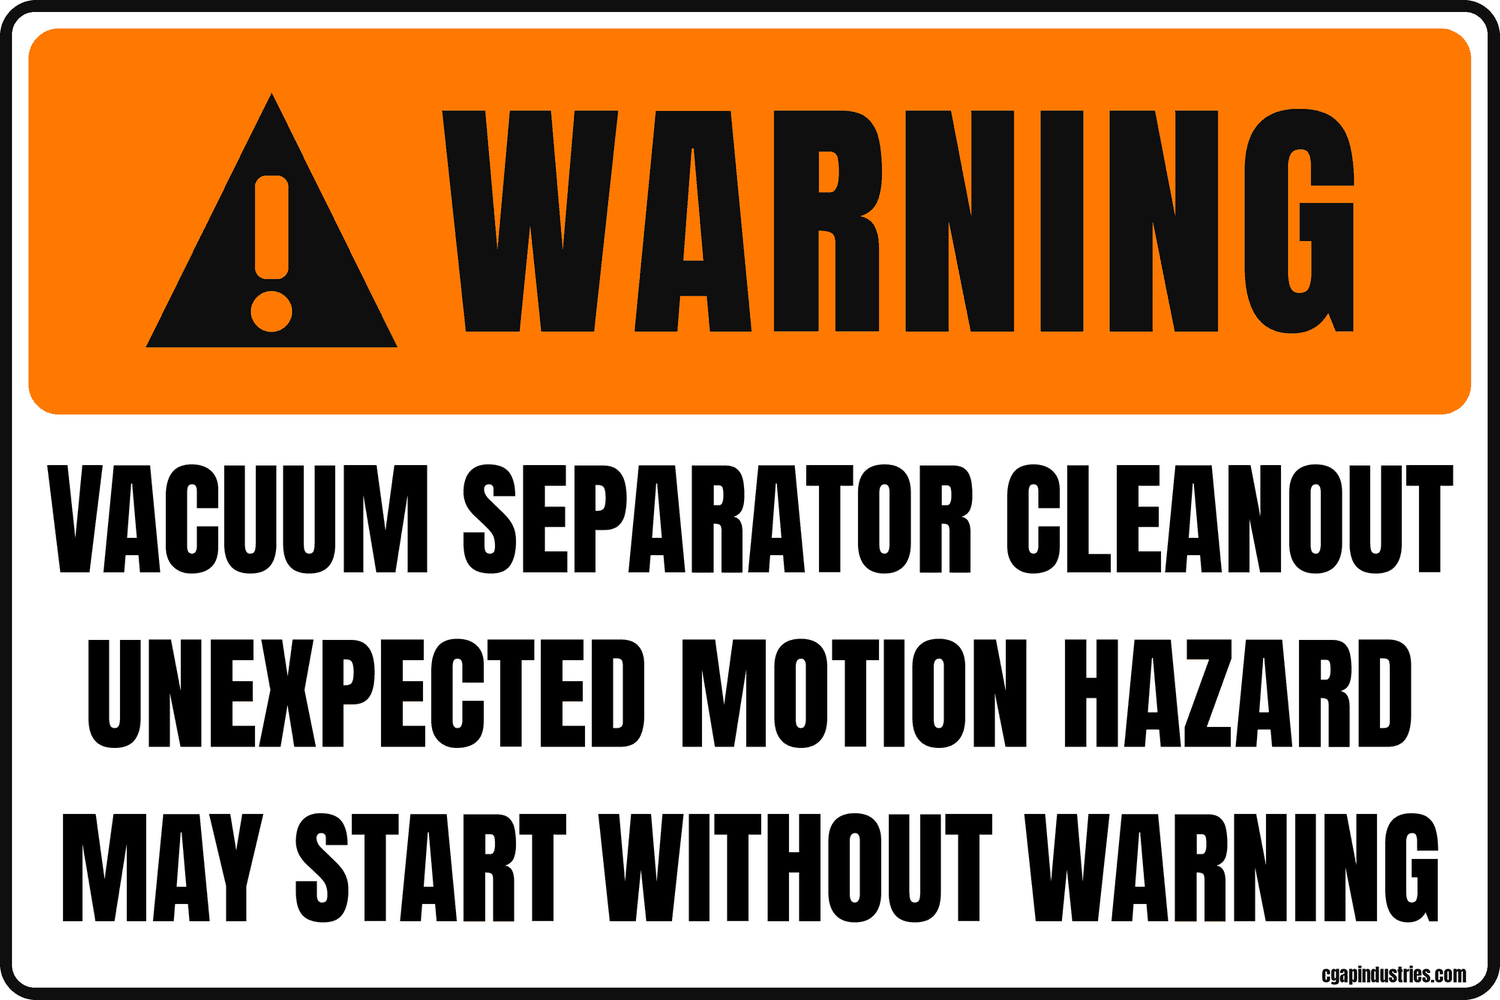 WARNING
VACUUM SEPARATOR CLEANOUT
UNEXPECTED MOTION HAZARD
MAY START WITHOUT WARNING
cgapindustries.com